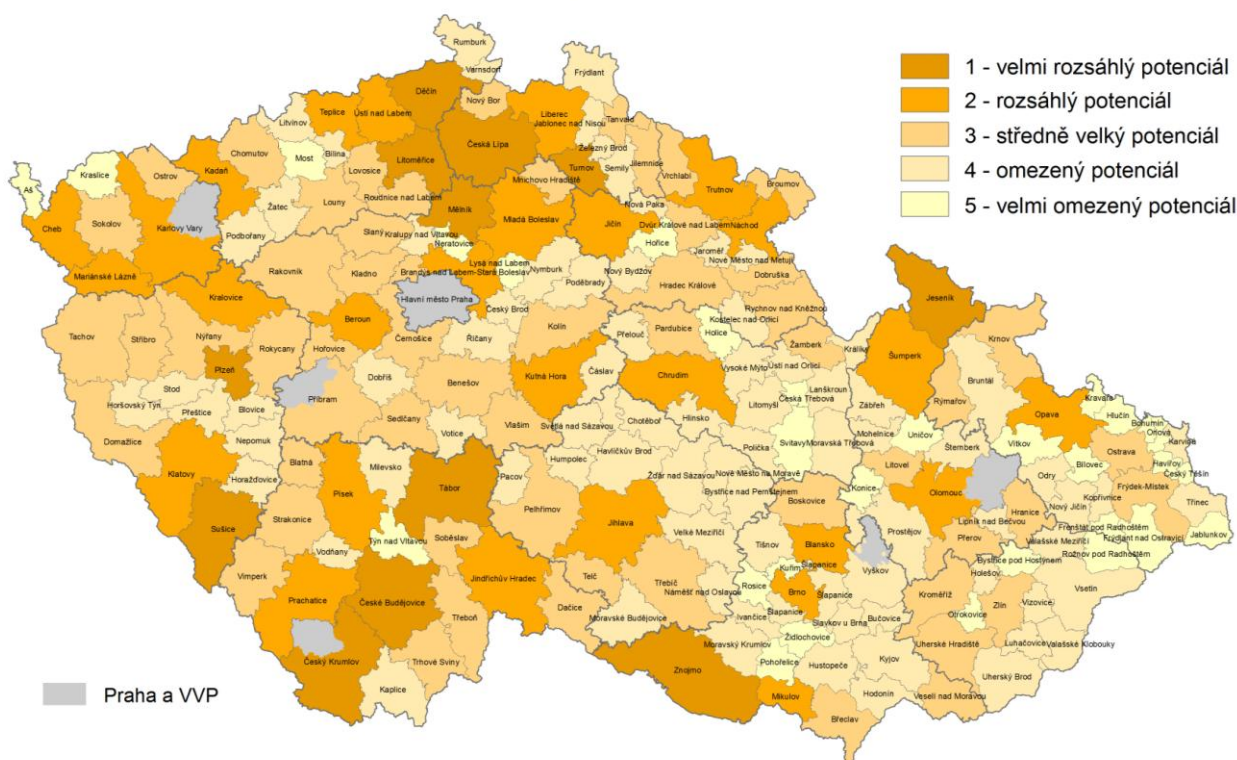 Rumburk
Varnsdorf
Frýdlant
1 - velmi rozsáhlý potenciál
2 - rozsáhlý potenciál
3 - středně velký potenciál
4 - omezený potenciál
5 - velmi omezený potenciál
Děčín
Nový Bor
Liberec
Jablonec nad Nisou
Teplice
Ústí nad Labem
Litvínov
Tanvald
Česká Lípa
Železný Brod
Chomutov
Most
Bílina
Litoměřice
Turnov
Semily
Jilemnice
Kraslice
Ostrov
Kadaň
Lovosice
Mnichovo Hradiště
Vrchlabí
Trutnov
Broumov
Aš
Roudnice nad Labem
Žatec
Louny
Mělník
Mladá Boleslav
Jičín
Nová Paka
Dvůr Králové nad Labem
Náchod
Cheb
Sokolov
Karlovy Vary
Podbořany
Slaný
Kralupy nad Vltavou
Neratovice
Hořice
Jaroměř
Nové Město nad Metují
Mariánské Lázně
Rakovník
Kladno
Lysá nad Labem
Brandýs nad Labem-Stará Boleslav
Nymburk
Nový Bydžov
Dobruška
Kralovice
Hlavní město Praha
Poděbrady
Hradec Králové
Jeseník
Beroun
Český Brod
Rychnov nad Kněžnou
Kostelec nad Orlicí
Tachov
Stříbro
Nýřany
Rokycany
Hořovice
Černošice
Říčany
Kolín
Přelouč
Pardubice
Holice
Žamberk
Králíky
Šumperk
Krnov
Plzeň
Dobříš
Benešov
Kutná Hora
Čáslav
Chrudim
Vysoké Mýto
Ústí nad Orlicí
Bruntál
Stod
Příbram
Lanškroun
Česká Třebová
Zábřeh
Rýmařov
Opava
Kravaře
Hlučín
Horšovský Týn
Přeštice
Blovice
Sedlčany
Votice
Vlašim
Světlá nad Sázavou
Chotěboř
Hlinsko
Litomyšl
Bohumín
Orlová
Karviná
Domažlice
Nepomuk
Havlíčkův Brod
Polička
Svitavy
Moravská Třebová
Mohelnice
Uničov
Šternberk
Vítkov
Ostrava
Havířov
Český Těšín
Klatovy
Horažďovice
Blatná
Milevsko
Humpolec
Pacov
Žďár nad Sázavou
Nové Město na Moravě
Litovel
Bílovec
Odry
Písek
Tábor
Bystřice nad Pernštejnem
Konice
Olomouc
Frýdek-Místek
Kopřivnice
Nový Jičín
Třinec
Sušice
Strakonice
Pelhřimov
Jihlava
Boskovice
Hranice
Lipník nad Bečvou
Frenštát pod Radhoštěm
Jablunkov
Týn nad Vltavou
Soběslav
Velké Meziříčí
Tišnov
Blansko
Prostějov
Přerov
Valašské Meziříčí
Frýdlant nad Ostravicí
Rožnov pod Radhoštěm
Vodňany
Kuřim
Šlapanice
Vyškov
Bystřice pod Hostýnem
Holešov
Vimperk
Jindřichův Hradec
Telč
Třebíč
Náměšť nad Oslavou
Rosice
Brno
Šlapanice
Kroměříž
Vsetín
Prachatice
České Budějovice
Dačice
Ivančice
Šlapanice
Bučovice
Otrokovice
Zlín
Vizovice
Třeboň
Moravské Budějovice
Slavkov u Brna
Židlochovice
Moravský Krumlov
Uherské Hradiště
Luhačovice
Valašské Klobouky
Český Krumlov
Trhové Sviny
Pohořelice
Hustopeče
Kyjov
Znojmo
Uherský Brod
Praha a VVP
Kaplice
Mikulov
Hodonín
Veselí nad Moravou
Břeclav